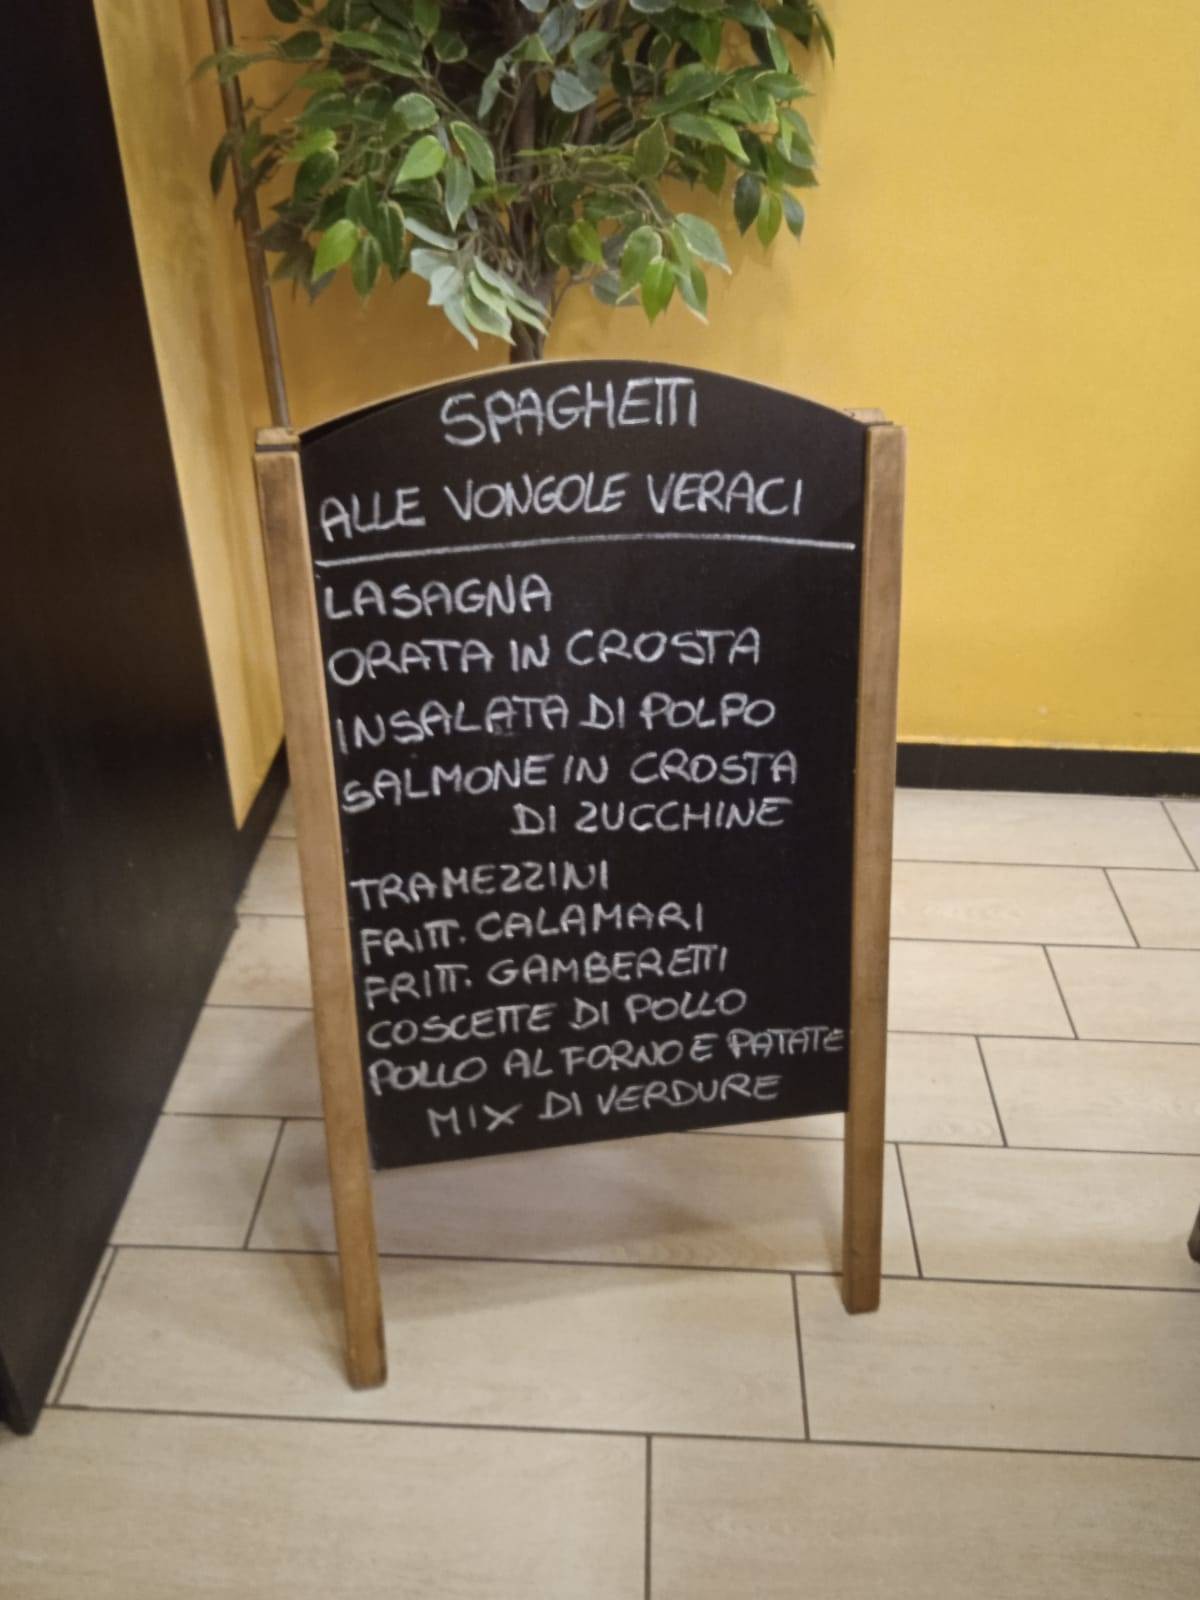 SPAGHETTI
ALLE VONGOLE VERACI
LASAGNA
ORATA IN CROSTA
INSALATA DI POLPO
SALMONE IN CROSTA
DI ZUCCHINE
TRAMEZZINI
FRITT. CALAMARI
FRITT. GAMBERETTI
COSCETTE DI POLLO
POLLO AL FORNO E PATATE
MIX DI VERDURE